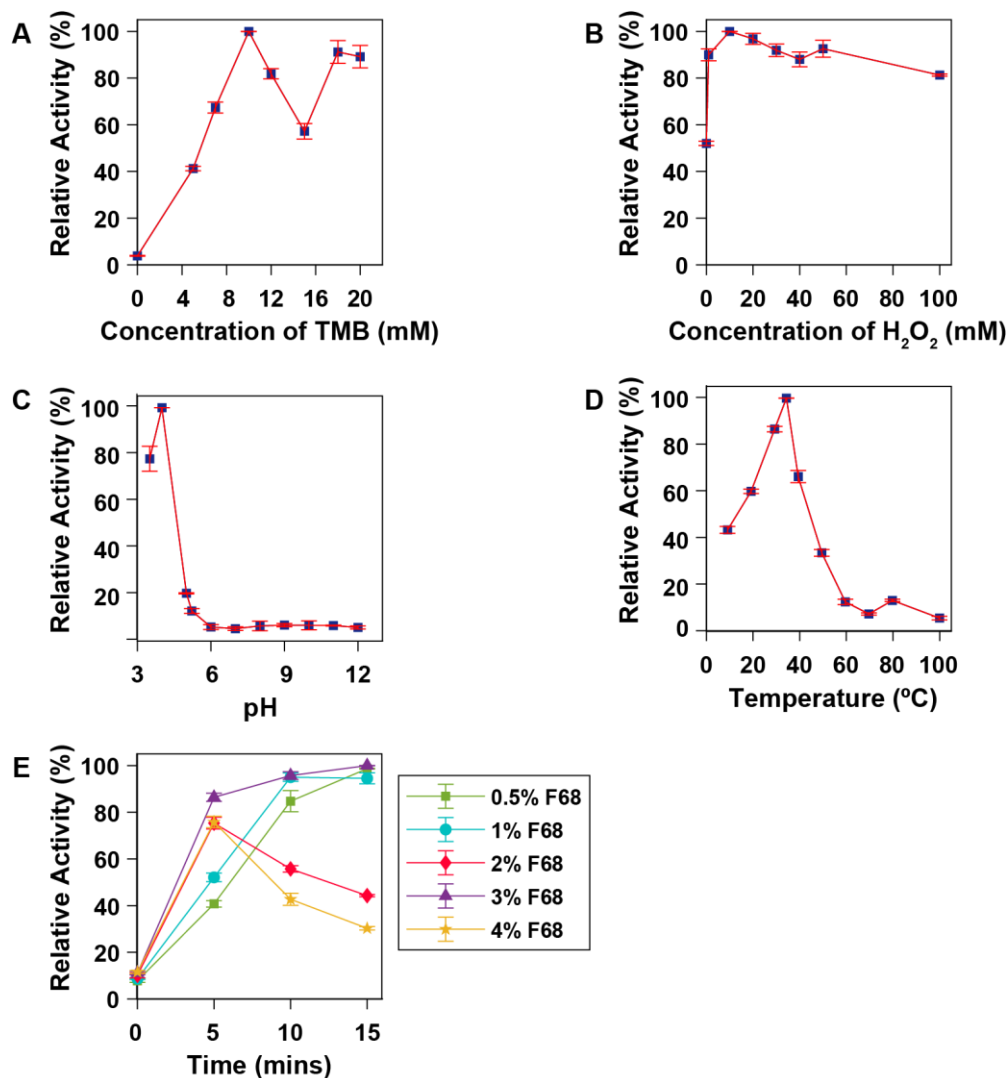 A
Relative Activity (%)
100
80
60
40
20
0
0 4 8 12 16 20
Concentration of TMB (mM)
B
Relative Activity (%)
100
80
60
40
20
0
0 20 40 60 80 100
Concentration of H₂O₂ (mM)
C
Relative Activity (%)
100
80
60
40
20
3 6 9 12
pH
D
Relative Activity (%)
100
80
60
40
20
0
0 20 40 60 80 100
Temperature (ºC)
E
Relative Activity (%)
100
80
60
40
20
0
0 5 10 15
Time (mins)
0.5% F68
1% F68
2% F68
3% F68
4% F68